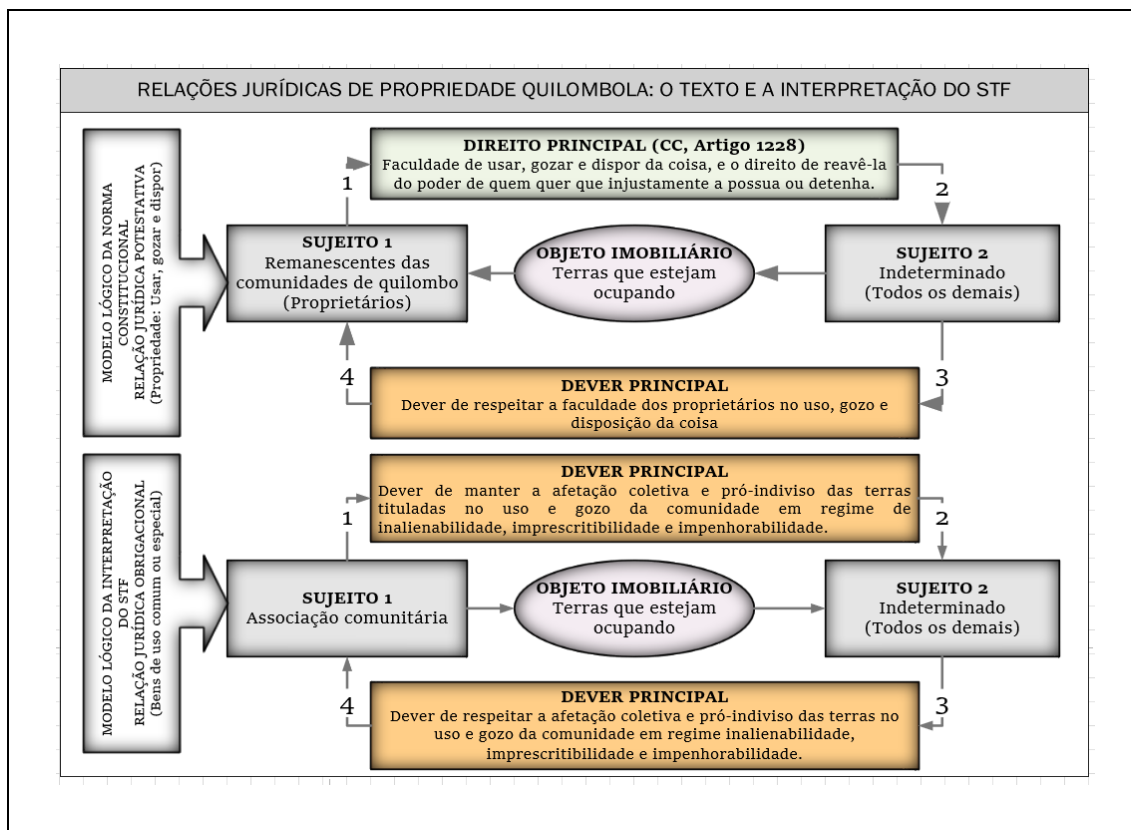 RELAÇÕES JURÍDICAS DE PROPRIEDADE QUILOMBOLA: O TEXTO E A INTERPRETAÇÃO DO STF
MODELO LÓGICO DA NORMA
CONSTITUCIONAL
RELAÇÃO JURÍDICA POTESTATIVA
(Propriedade: Usar, gozar e dispor)
DIREITO PRINCIPAL (CC, Artigo 1228)
Faculdade de usar, gozar e dispor da coisa, e o direito de reavê-la
do poder de quem quer que injustamente a possua ou detenha.
1
2
SUJEITO 1
Remanescentes das
comunidades de quilombo
(Proprietários)
OBJETO IMOBILIÁRIO
Terras que estejam
ocupando
SUJEITO 2
Indeterminado
(Todos os demais)
4
3
DEVER PRINCIPAL
Dever de respeitar a faculdade dos proprietários no uso, gozo e
disposição da coisa
MODELO LÓGICO DA INTERPRETAÇÃO
DO STF
RELAÇÃO JURÍDICA OBRIGACIONAL
(Bens de uso comum ou especial)
DEVER PRINCIPAL
Dever de manter a afetação coletiva e pró-indiviso das terras
tituladas no uso e gozo da comunidade em regime de
inalienabilidade, imprescritibilidade e impenhorabilidade.
1
2
SUJEITO 1
Associação comunitária
OBJETO IMOBILIÁRIO
Terras que estejam
ocupando
SUJEITO 2
Indeterminado
(Todos os demais)
4
3
DEVER PRINCIPAL
Dever de respeitar a afetação coletiva e pró-indiviso das terras no
uso e gozo da comunidade em regime inalienabilidade,
imprescritibilidade e impenhorabilidade.